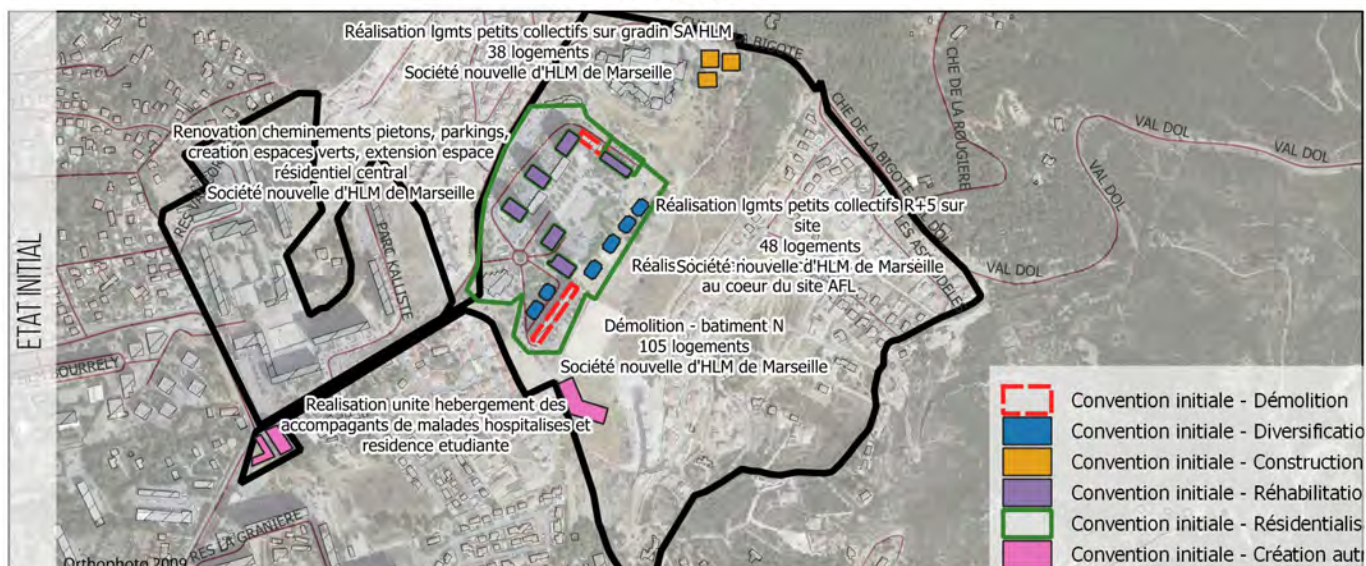 ETAT INITIAL
Réalisation lgmts petits collectifs sur gradin SA HLM
38 logements
Société nouvelle d'HLM de Marseille
LA BIGOTE
CHE DE LA ROUGIERE
CHE DE LA BIGOTE
VAL DOL
VAL DOL
VAL DOL
VAL DOL
Renovation cheminements pietons, parkings,
creation espaces verts, extension espace
résidentiel central
Société nouvelle d'HLM de Marseille
PARC KALLISTE
Réalisation lgmts petits collectifs R+5 sur
site
48 logements
Société nouvelle d'HLM de Marseille
au coeur du site AFL
Démolition - batiment N
105 logements
Société nouvelle d'HLM de Marseille
Realisation unite hebergement des
accompagants de malades hospitalises et
residence etudiante
RES LA GRANIERE
Orthophoto 2009
Convention initiale - Démolition
Convention initiale - Diversificatio
Convention initiale - Construction
Convention initiale - Réhabilitatio
Convention initiale - Résidentialis
Convention initiale - Création autr